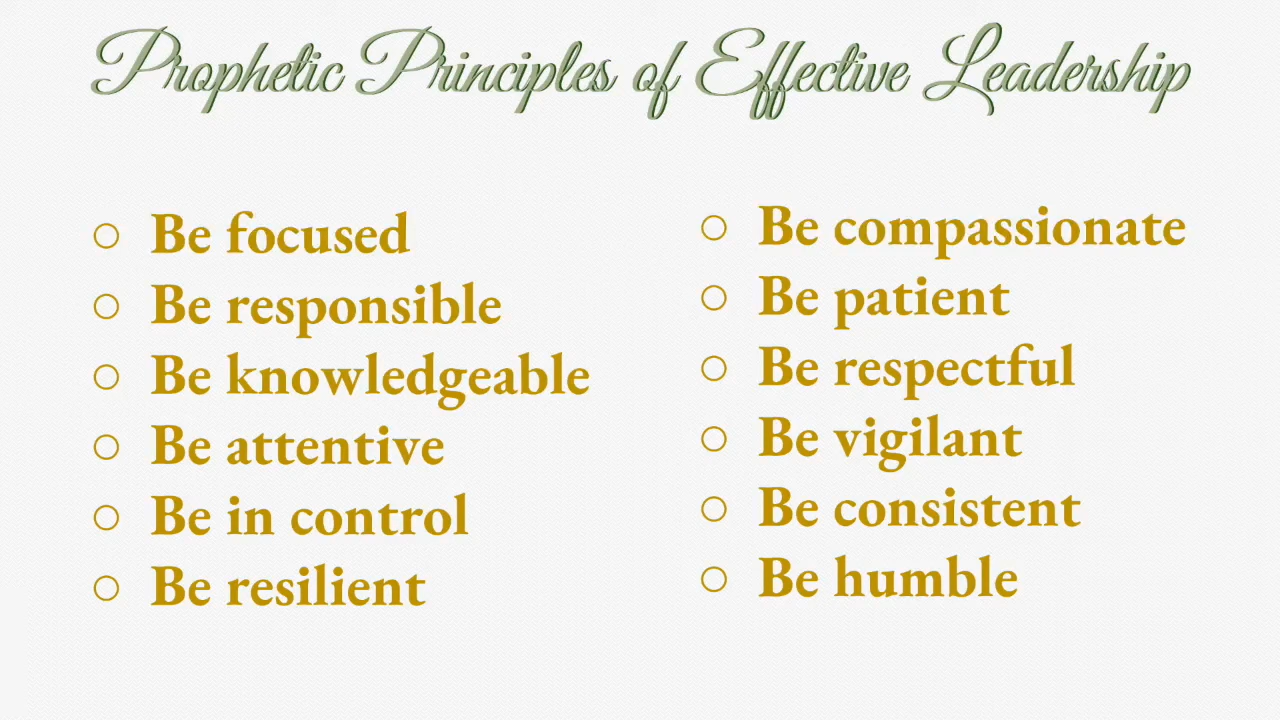 Prophetic Principles of Effective Leadership
○ Be focused
○ Be responsible
○ Be knowledgeable
○ Be attentive
○ Be in control
○ Be resilient
○ Be compassionate
○ Be patient
○ Be respectful
○ Be vigilant
○ Be consistent
○ Be humble